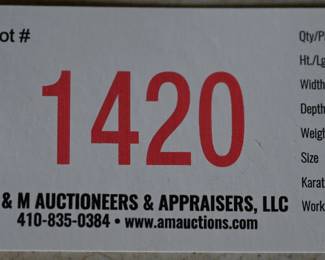 ot #
1420
& M AUCTIONEERS & APPRAISERS, LLC
410-835-0384 • www.amauctions.com
Qty/P
Ht./Lg
Width
Depth
Weigh
Size
Karat
Work